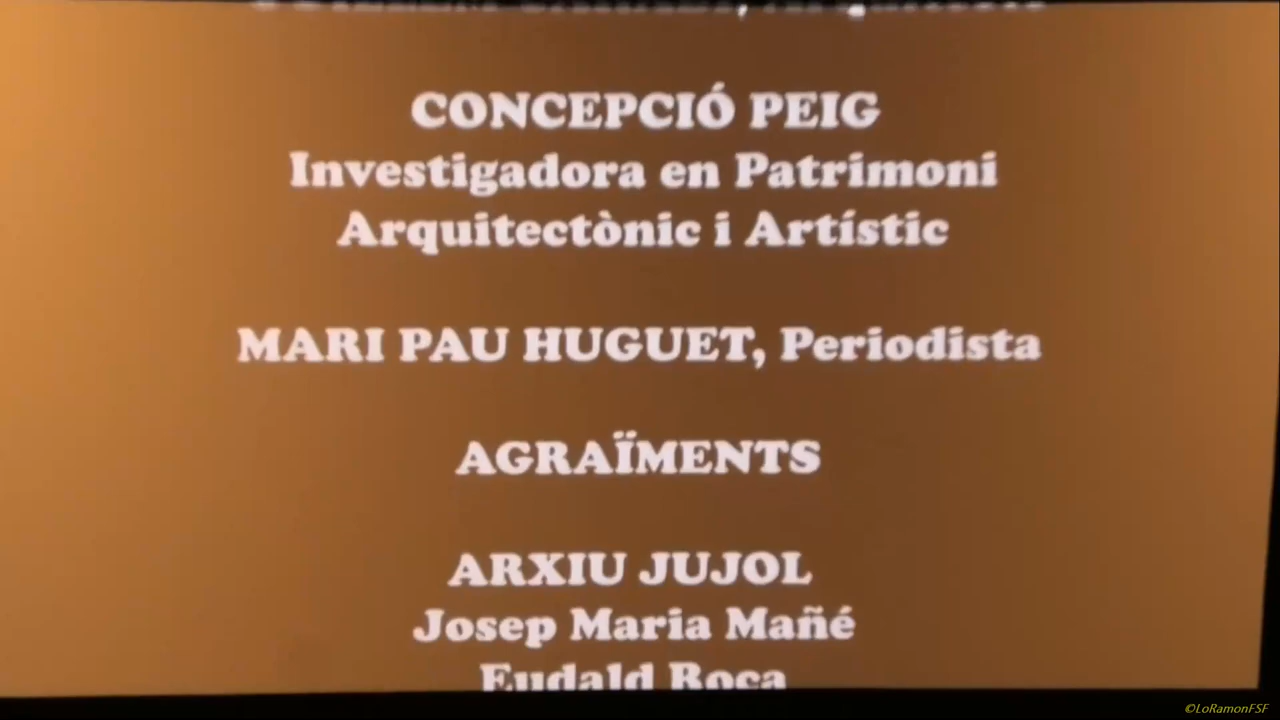 CONCEPCIÓ PEIG
Investigadora en Patrimoni
Arquitectònic i Artístic
MARI PAU HUGUET, Periodista
AGRAÏMENTS
ARXIU JUJOL
Josep Maria Mañé
Eudald Roca
©LoRamonFSF